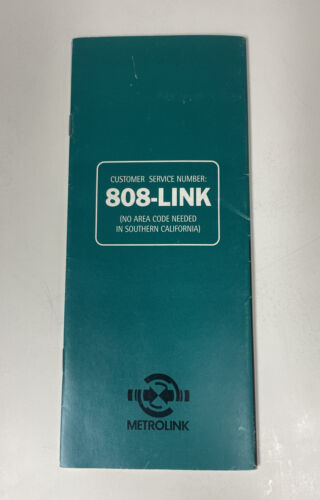 CUSTOMER SERVICE NUMBER:
808-LINK
(NO AREA CODE NEEDED
IN SOUTHERN CALIFORNIA)
METROLINK